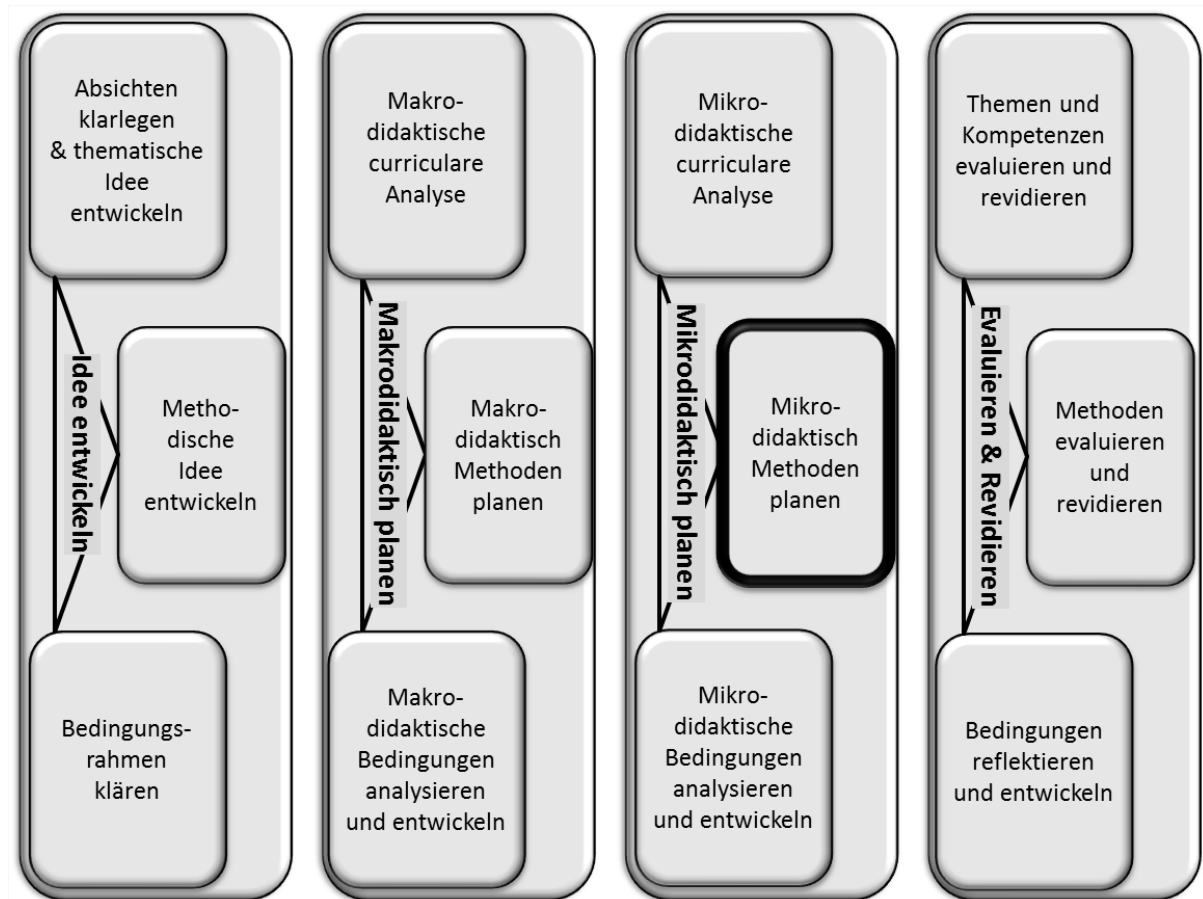 Absichten
klarlegen
& thematische
Idee
entwickeln
Idee entwickeln
Metho-
dische
Idee
entwickeln
Bedingungs-
rahmen
klären
Makro-
didaktische
curriculare
Analyse
Makrodidaktisch planen
Makro-
didaktisch
Methoden
planen
Makro-
didaktische
Bedingungen
analysieren
und entwickeln
Mikro-
didaktische
curriculare
Analyse
Mikrodidaktisch planen
Mikro-
didaktisch
Methoden
planen
Mikro-
didaktische
Bedingungen
analysieren
und entwickeln
Themen und
Kompetenzen
evaluieren und
revidieren
Evaluieren & Revidieren
Methoden
evaluieren
und
revidieren
Bedingungen
reflektieren
und entwickeln